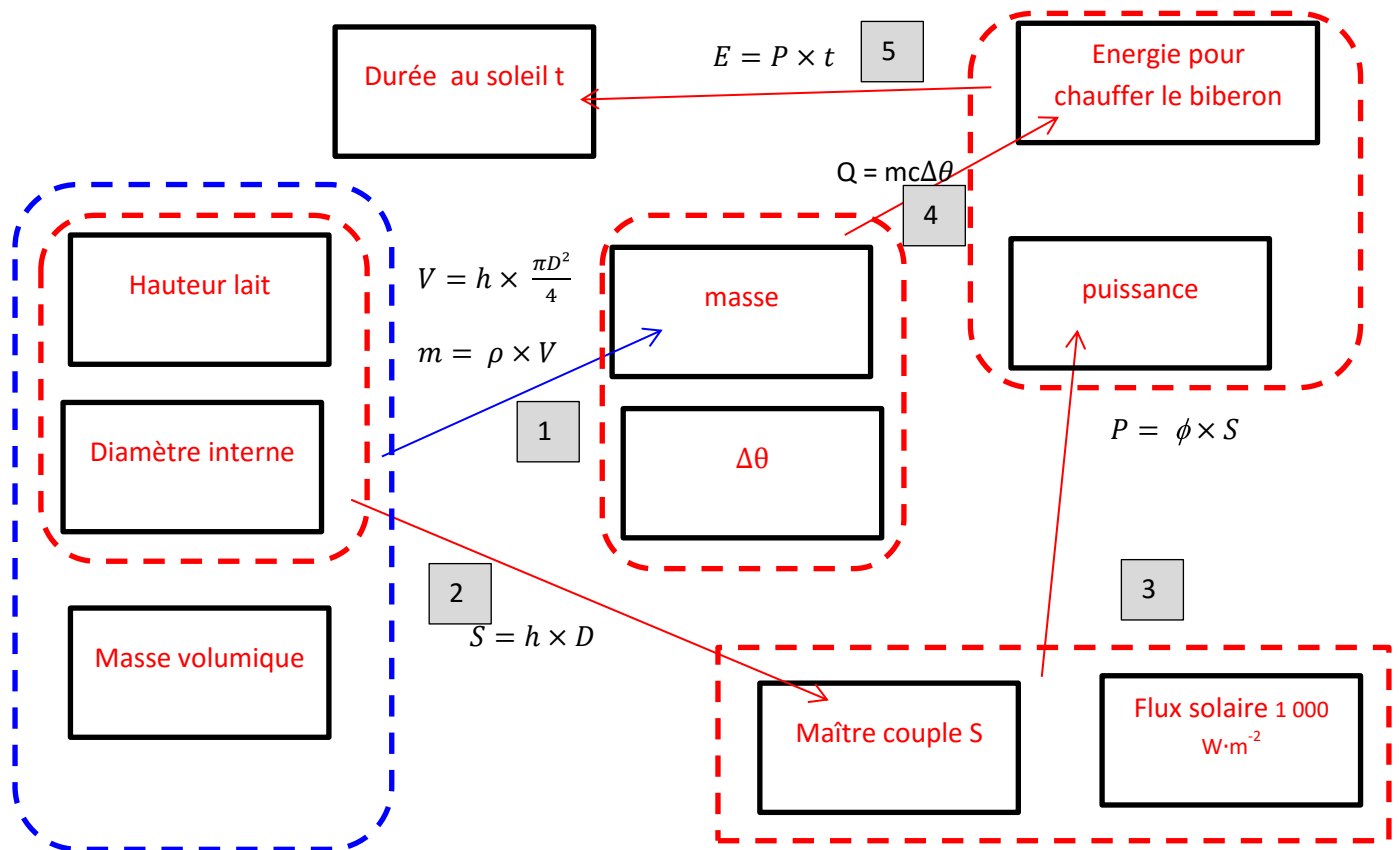 Durée au soleil t
E = P × t
5
Energie pour
chauffer le biberon
Q = mcΔθ
4
Hauteur lait
V = h × πD²/4
m = ρ × V
masse
puissance
Diamètre interne
1
Δθ
P = ϕ × S
2
S = h × D
3
Masse volumique
Maître couple S
Flux solaire 1 000
W·m⁻²